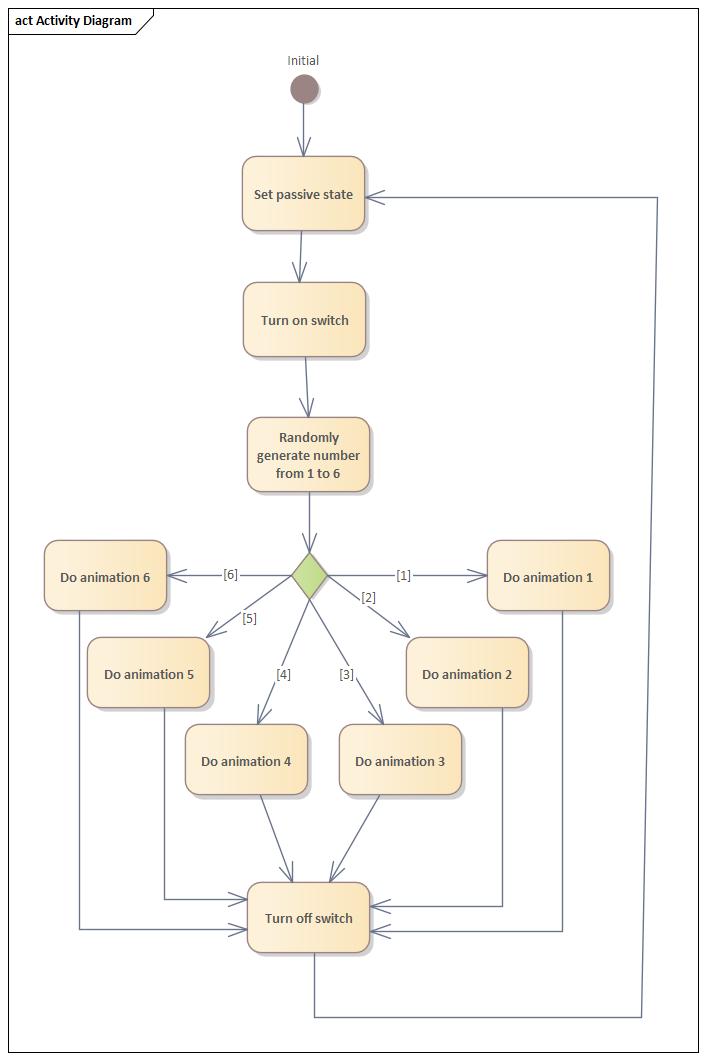 act Activity Diagram
Initial
Set passive state
Turn on switch
Randomly
generate number
from 1 to 6
Do animation 6
[6]
[1]
Do animation 1
[5]
[2]
Do animation 5
[4]
[3]
Do animation 2
Do animation 4
Do animation 3
Turn off switch